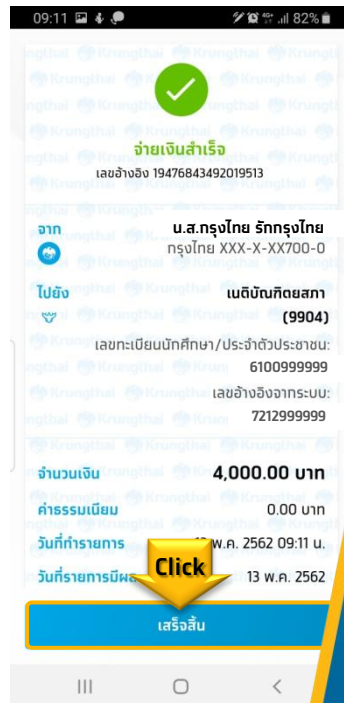 09:11 4G+ 82%
จ่ายเงินสำเร็จ
เลขอ้างอิง 19476843492019513
จาก น.ส.กรุงไทย รักกรุงไทย
กรุงไทย XXX-X-XX700-0
ไปยัง เนติบัณฑิตยสภา
(9904)
เลขทะเบียนนักศึกษา/ประจำตัวประชาชน:
6100999999
เลขอ้างอิงจากระบบ:
7212999999
จำนวนเงิน 4,000.00 บาท
ค่าธรรมเนียม 0.00 บาท
วันที่ทำรายการ พ.ค. 2562 09:11 น.
วันที่รายการมีผล 13 พ.ค. 2562
Click
เสร็จสิ้น